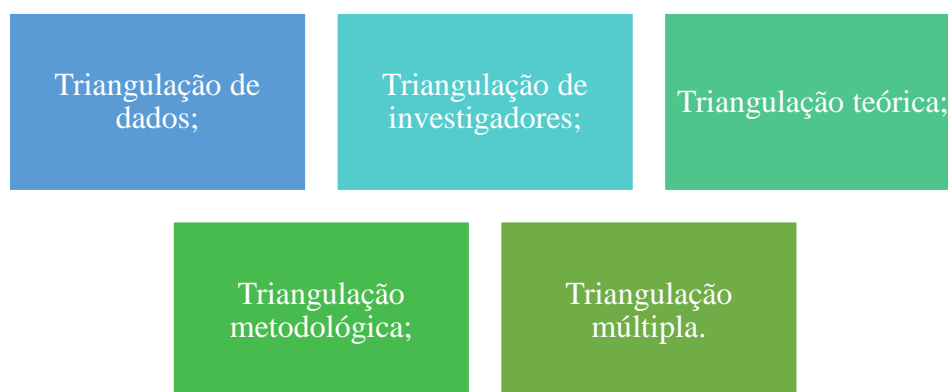 Triangulação de
dados;
Triangulação de
investigadores;
Triangulação teórica;
Triangulação
metodológica;
Triangulação
múltipla.